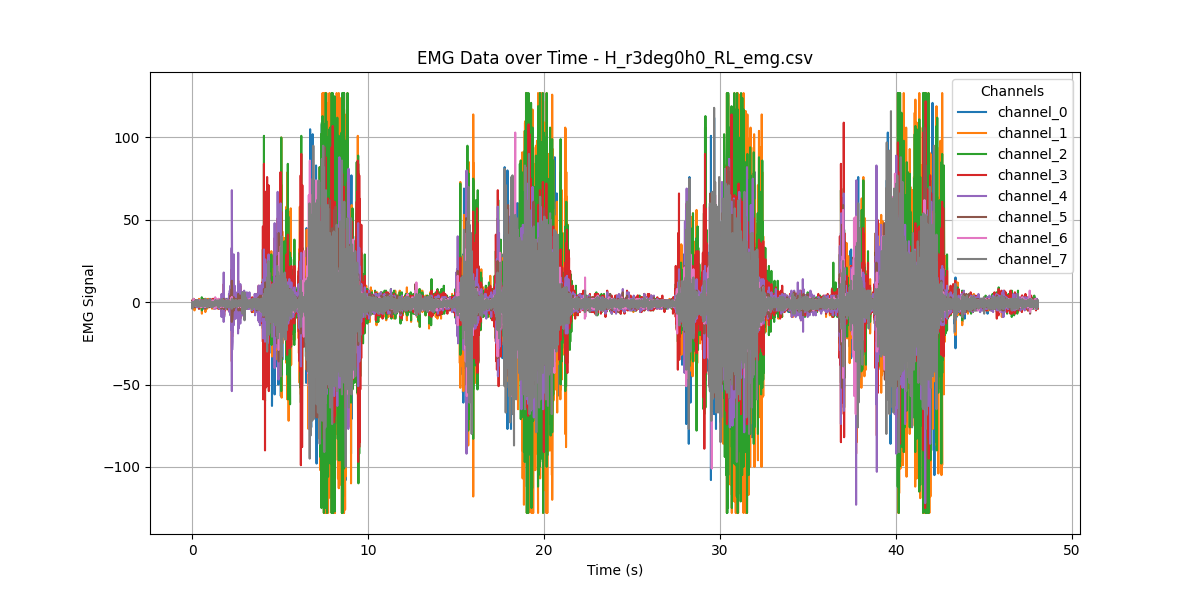 EMG Data over Time - H_r3deg0h0_RL_emg.csv
Channels
channel_0
channel_1
channel_2
channel_3
channel_4
channel_5
channel_6
channel_7
EMG Signal
100
50
0
−50
−100
0 10 20 30 40 50
Time (s)